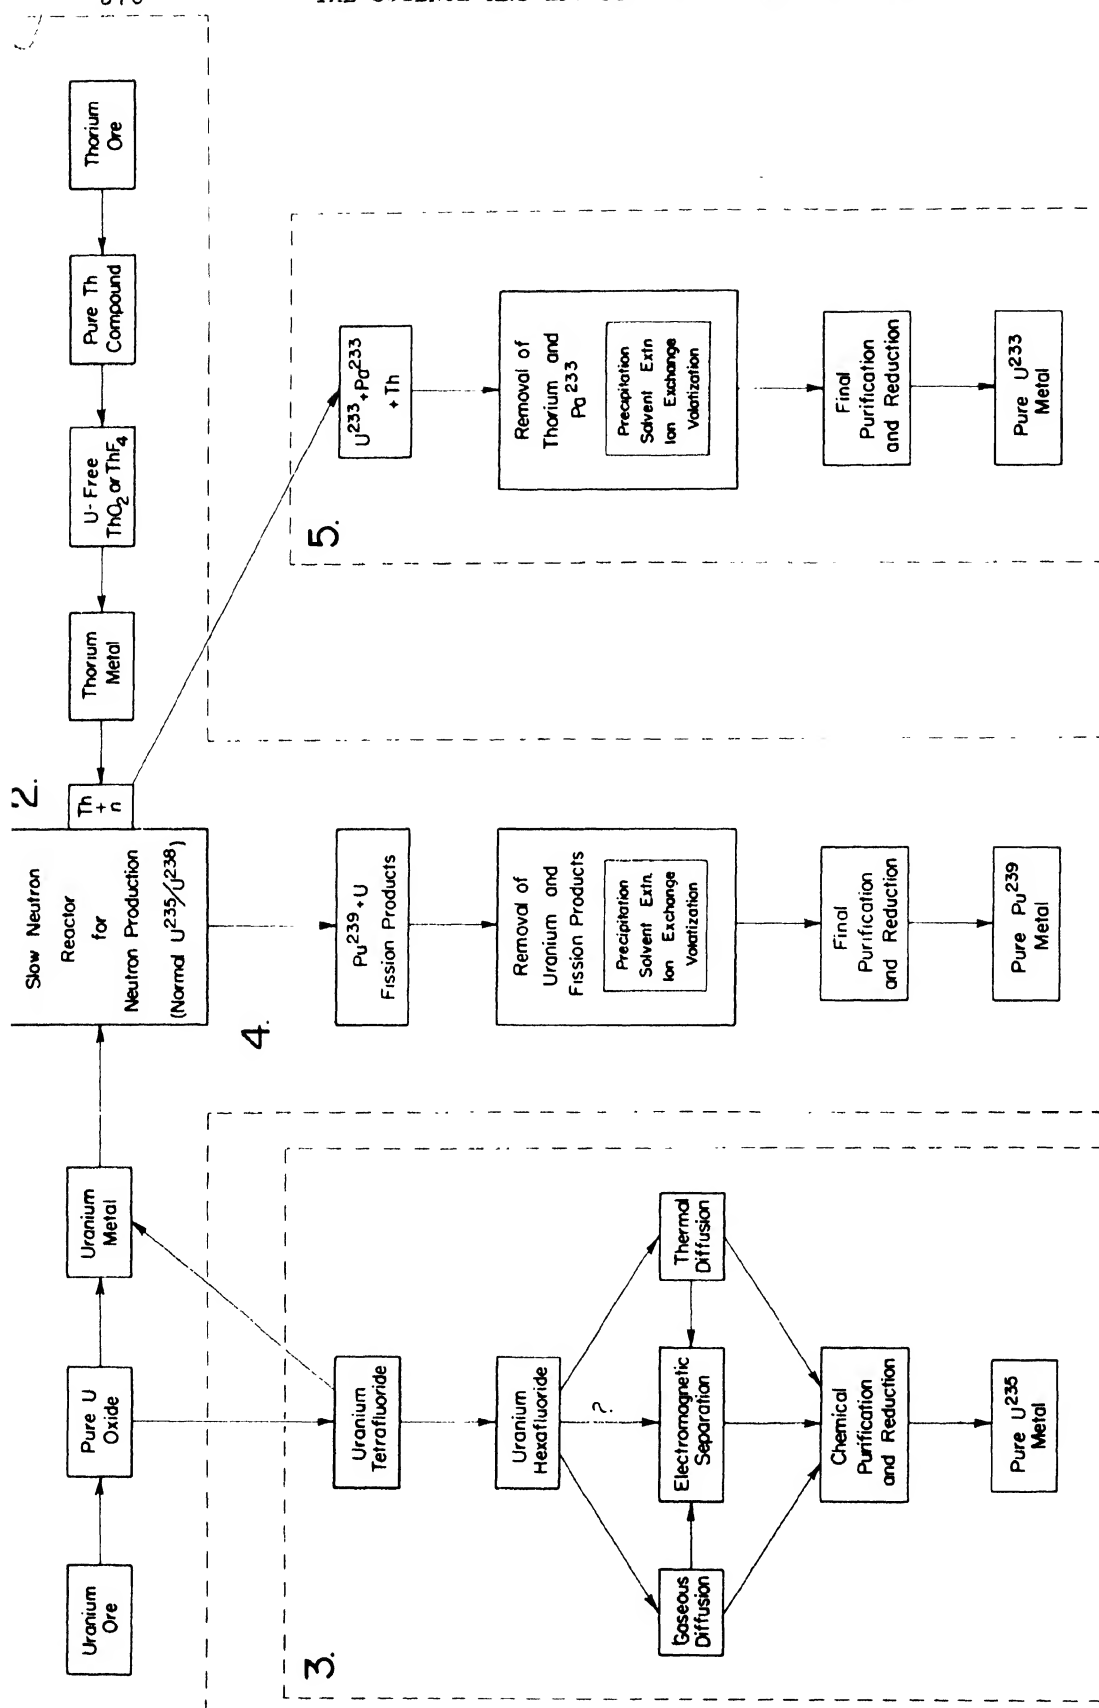 2.
Uranium
Ore
Pure U
Oxide
Uranium
Metal
Slow Neutron
Reactor
for
Neutron Production
(Normal U²³⁵/U²³⁸)
Th
+
n
Thorium
Metal
U-Free
ThO₂ or ThF₄
Pure Th
Compound
Thorium
Ore
3.
Uranium
Tetrafluoride
Uranium
Hexafluoride
?
Gaseous
Diffusion
Electromagnetic
Separation
Thermal
Diffusion
Chemical
Purification
and Reduction
Pure U²³⁵
Metal
4.
Pu²³⁹+U
Fission Products
Removal of
Uranium and
Fission Products
Precipitation
Solvent Extn.
Ion Exchange
Volatization
Final
Purification
and Reduction
Pure Pu²³⁹
Metal
5.
U²³³+Pa²³³
+ Th
Removal of
Thorium and
Pa²³³
Precipitation
Solvent Extn
Ion Exchange
Volatization
Final
Purification
and Reduction
Pure U²³³
Metal